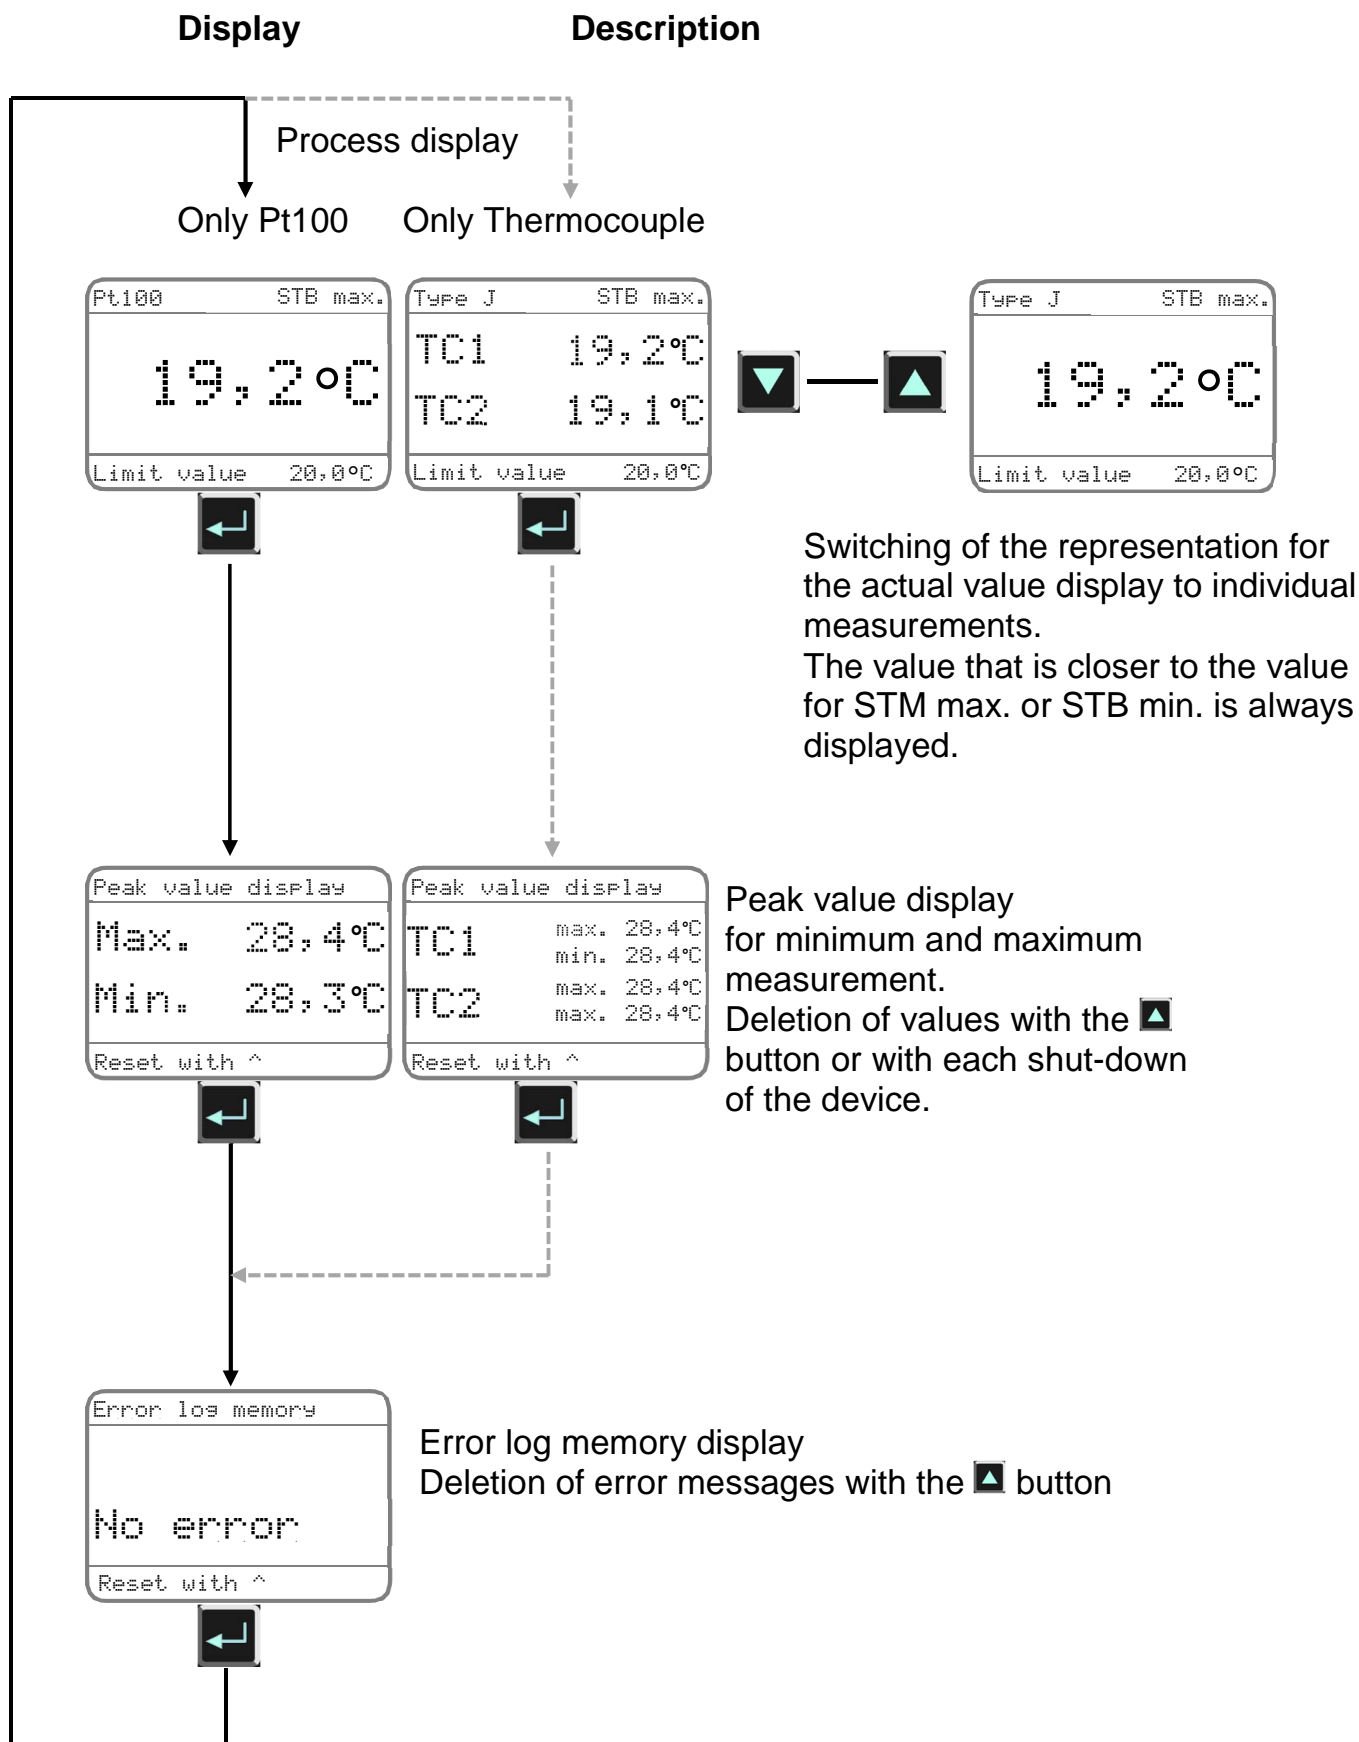 Display Description
Process display
Only Pt100 Only Thermocouple
Pt100 STB max.
19,2°C
Limit value 20,0°C
Type J STB max.
TC1 19,2°C
TC2 19,1°C
Limit value 20,0°C
Type J STB max.
19,2°C
Limit value 20,0°C
Switching of the representation for
the actual value display to individual
measurements.
The value that is closer to the value
for STM max. or STB min. is always
displayed.
Peak value display
Max. 28,4°C
Min. 28,3°C
Reset with ^
Peak value display
TC1 max. 28,4°C
min. 28,4°C
TC2 max. 28,4°C
max. 28,4°C
Reset with ^
Peak value display
for minimum and maximum
measurement.
Deletion of values with the
button or with each shut-down
of the device.
Error log memory
No error
Reset with ^
Error log memory display
Deletion of error messages with the button